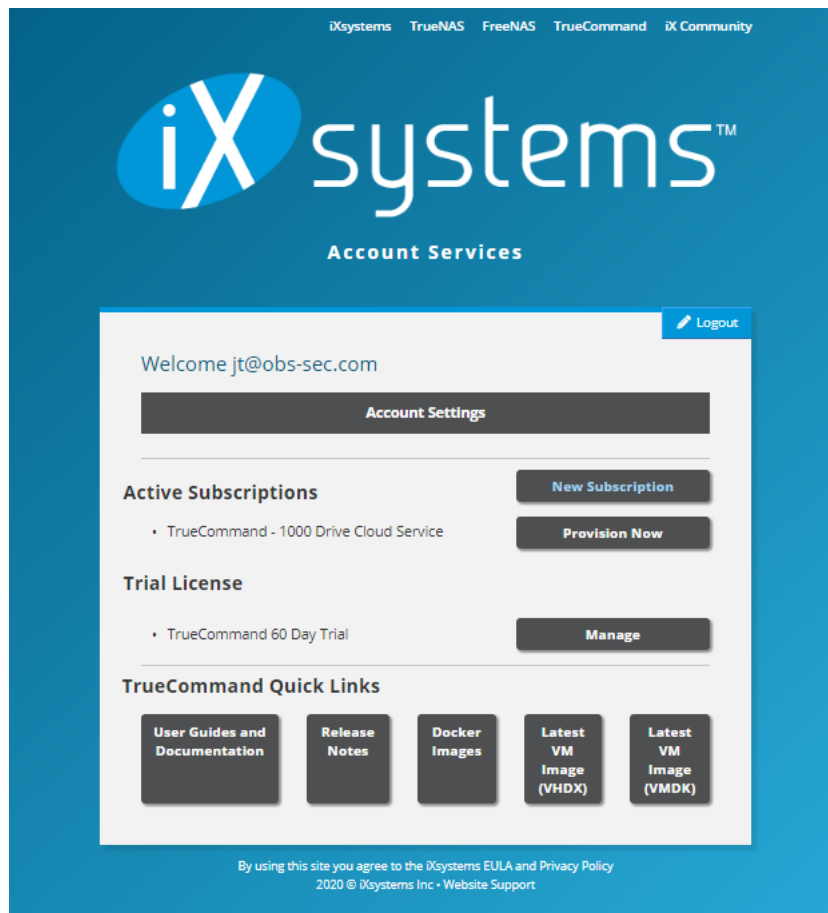 iXsystems TrueNAS FreeNAS TrueCommand iX Community
iX systems™
Account Services
Logout
Welcome jt@obs-sec.com
Account Settings
Active Subscriptions
New Subscription
• TrueCommand - 1000 Drive Cloud Service
Provision Now
Trial License
• TrueCommand 60 Day Trial
Manage
TrueCommand Quick Links
User Guides and
Documentation
Release
Notes
Docker
Images
Latest
VM
Image
(VHDX)
Latest
VM
Image
(VMDK)
By using this site you agree to the iXsystems EULA and Privacy Policy
2020 © iXsystems Inc • Website Support